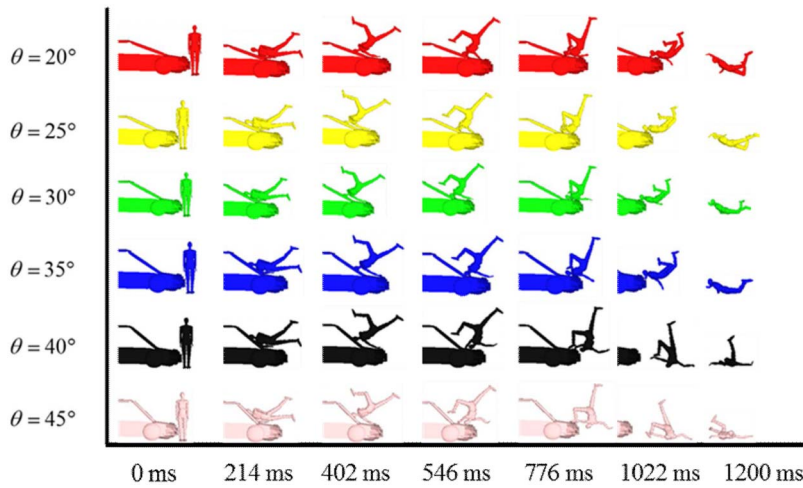 θ = 20°
θ = 25°
θ = 30°
θ = 35°
θ = 40°
θ = 45°
0 ms 214 ms 402 ms 546 ms 776 ms 1022 ms 1200 ms